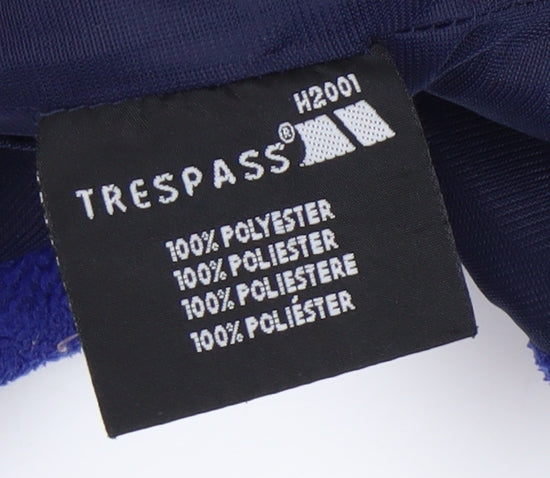 H2001
TRESPASS®
100% POLYESTER
100% POLIESTER
100% POLIESTERE
100% POLIÉSTER